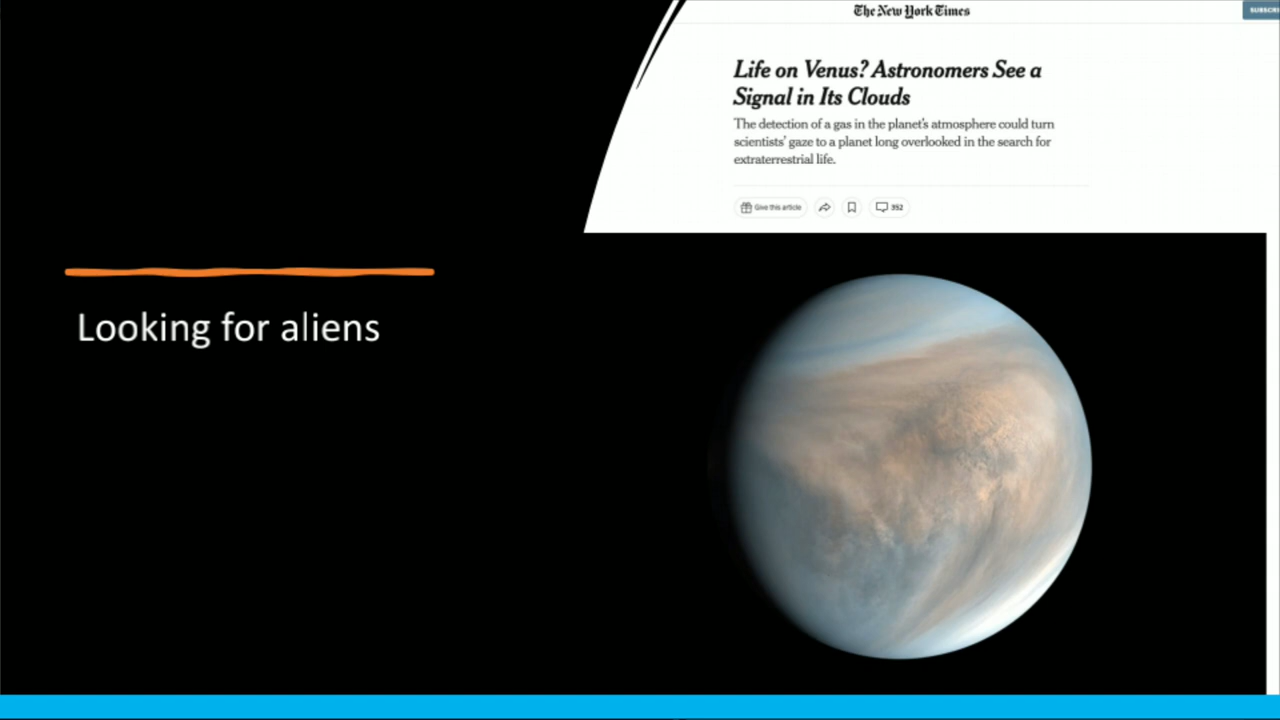 The New York Times
SUBSCRI
Life on Venus? Astronomers See a
Signal in Its Clouds
The detection of a gas in the planet's atmosphere could turn
scientists' gaze to a planet long overlooked in the search for
extraterrestrial life.
Give this article
352
Looking for aliens